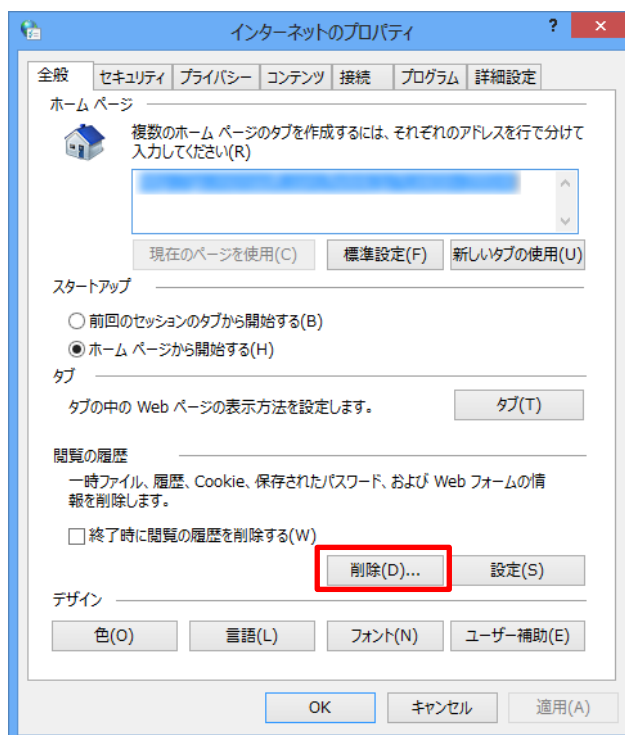 インターネットのプロパティ ? ×
全般 セキュリティ プライバシー コンテンツ 接続 プログラム 詳細設定
ホーム ページ
複数のホーム ページのタブを作成するには、それぞれのアドレスを行で分けて
入力してください(R)
現在のページを使用(C) 標準設定(F) 新しいタブの使用(U)
スタートアップ
前回のセッションのタブから開始する(B)
ホーム ページから開始する(H)
タブ
タブの中の Web ページの表示方法を設定します。 タブ(T)
閲覧の履歴
一時ファイル、履歴、Cookie、保存されたパスワード、および Web フォームの情
報を削除します。
終了時に閲覧の履歴を削除する(W)
削除(D)... 設定(S)
デザイン
色(O) 言語(L) フォント(N) ユーザー補助(E)
OK キャンセル 適用(A)